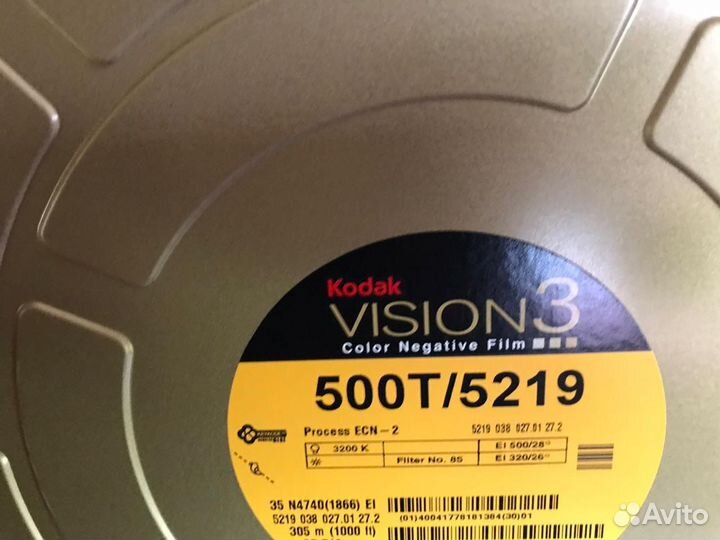 Kodak
VISION3
Color Negative Film
500T/5219
Process ECN-2 5219 038 027.01 27.2
3200 K EI 500/28°
Filter No. 85 EI 320/26°
35 N4740(1866) EI
5219 038 027.01 27.2
(01)40041778181384(30)01
305 m (1000 ft)
Avito